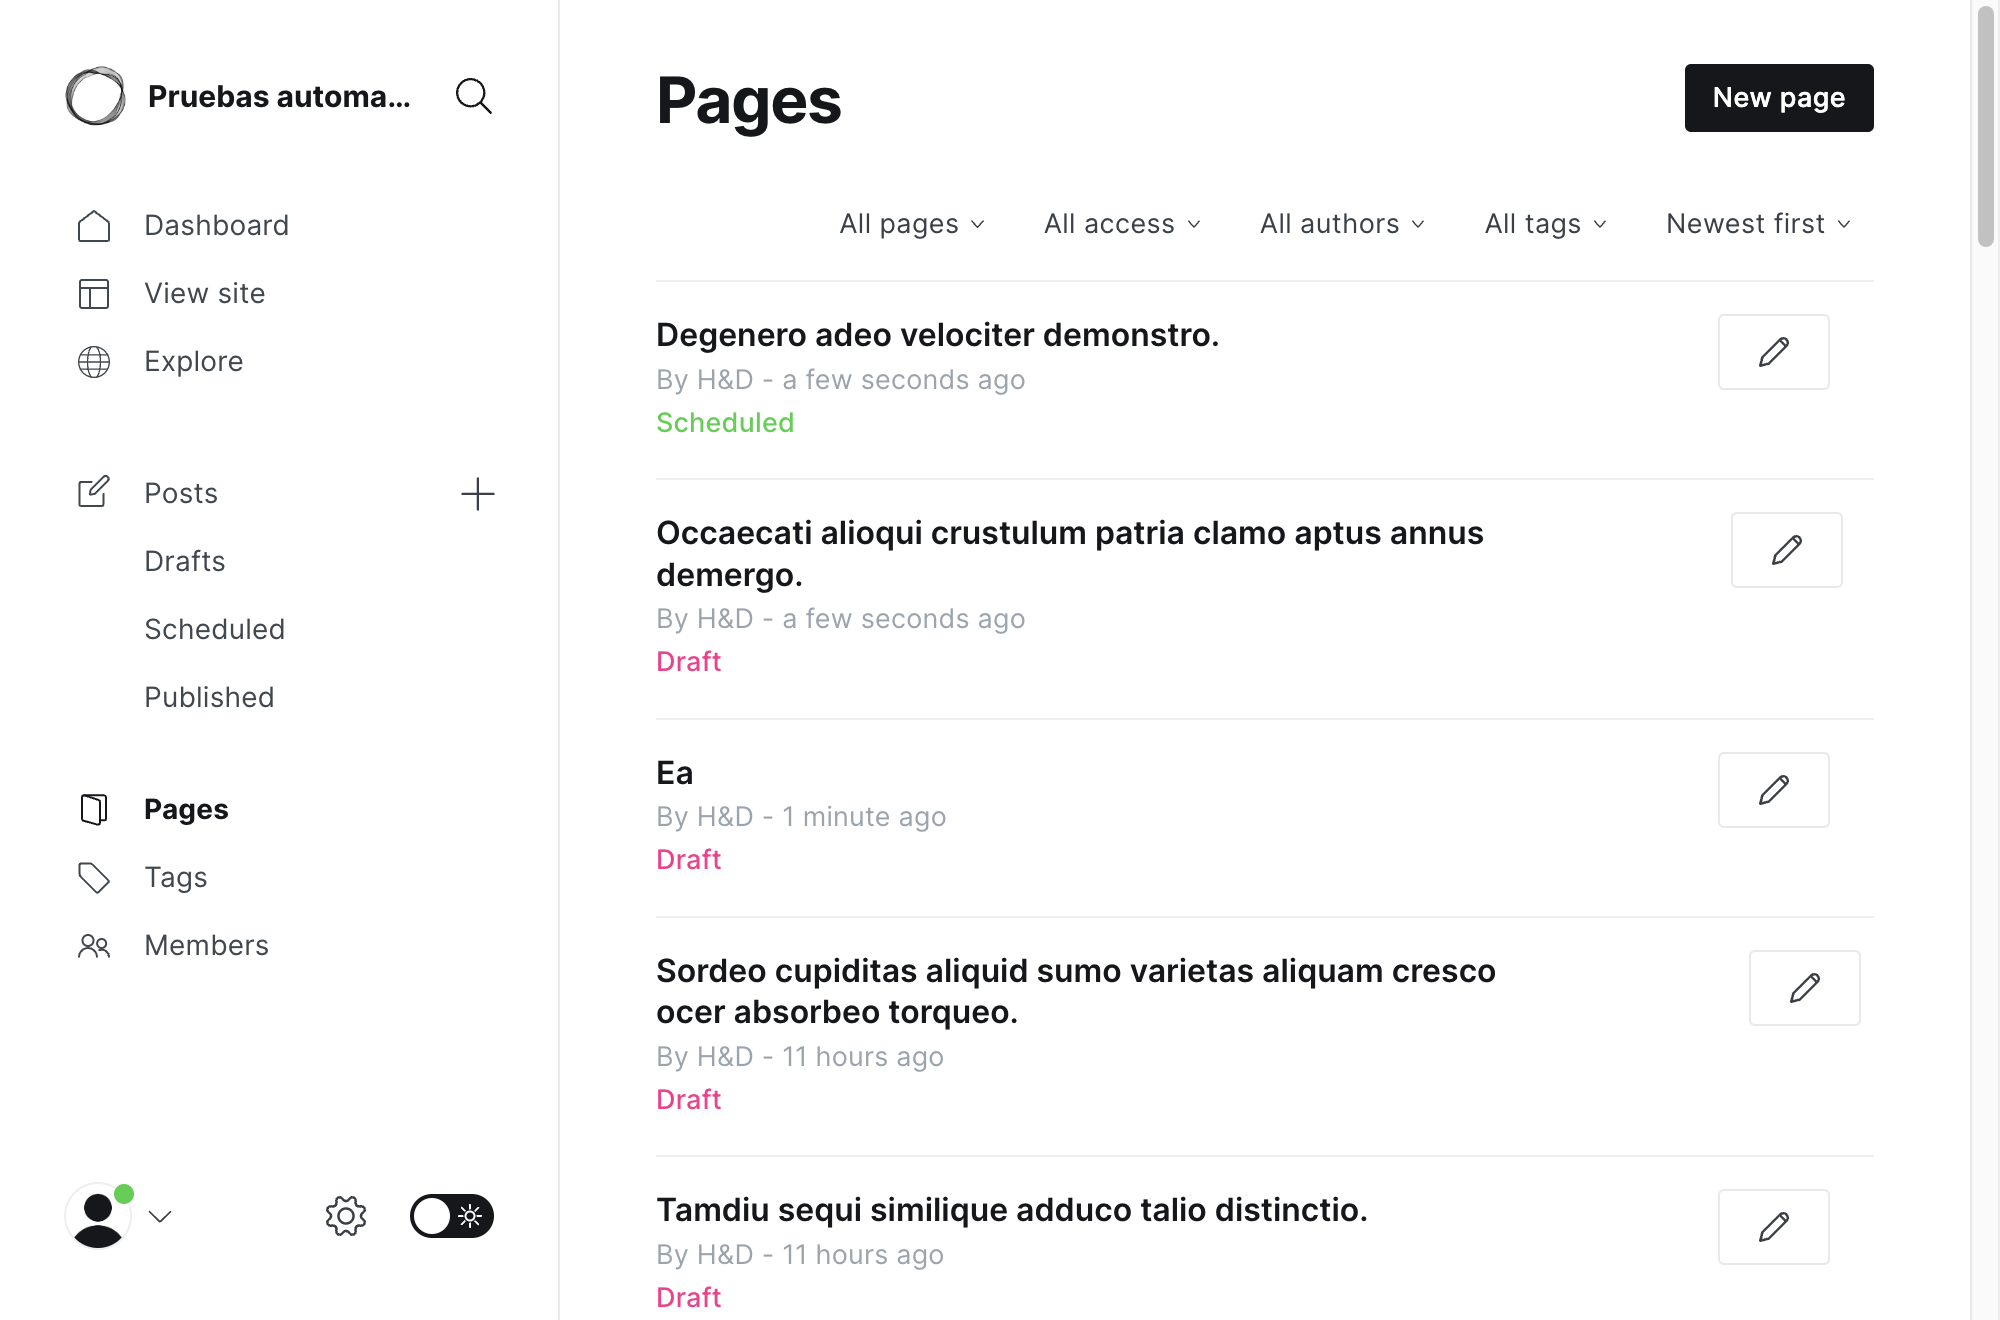 Pruebas automa...
Dashboard
View site
Explore
Posts
Drafts
Scheduled
Published
Pages
Tags
Members
Pages
New page
All pages
All access
All authors
All tags
Newest first
Degenero adeo velociter demonstro.
By H&D - a few seconds ago
Scheduled
Occaecati alioqui crustulum patria clamo aptus annus
demergo.
By H&D - a few seconds ago
Draft
Ea
By H&D - 1 minute ago
Draft
Sordeo cupiditas aliquid sumo varietas aliquam cresco
ocer absorbeo torqueo.
By H&D - 11 hours ago
Draft
Tamdiu sequi similique adduco talio distinctio.
By H&D - 11 hours ago
Draft